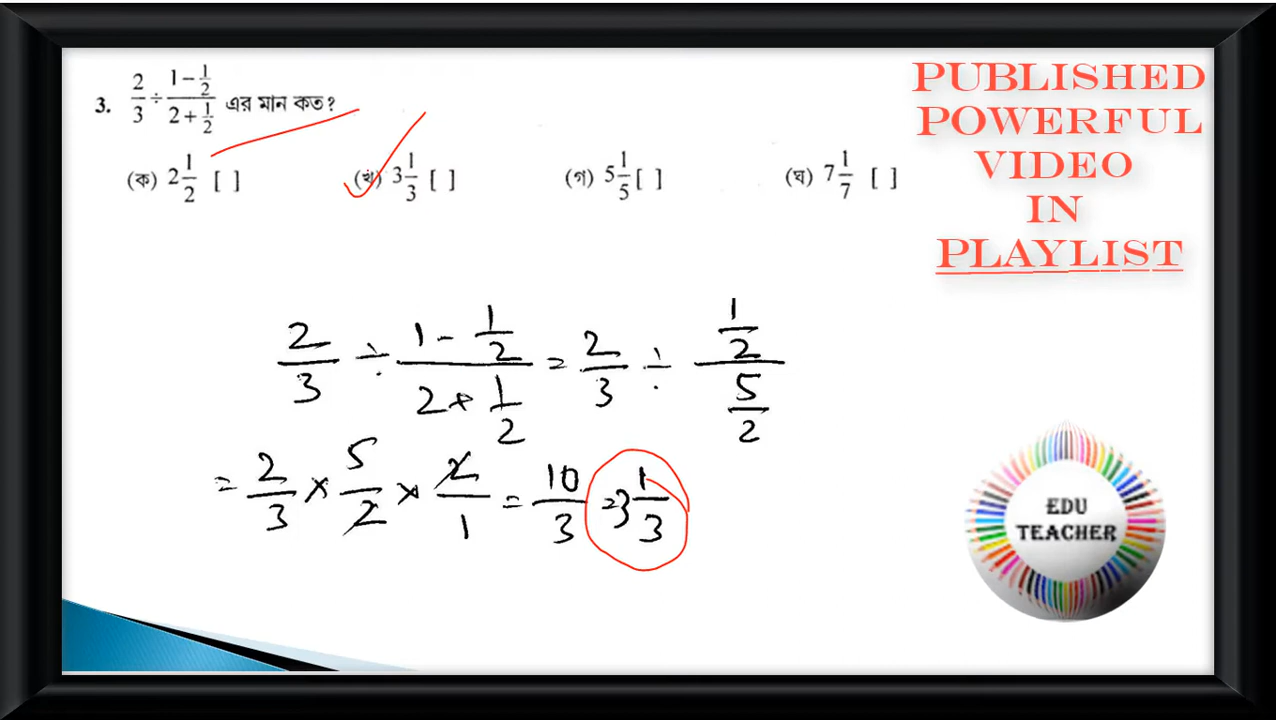 3. 2/3 ÷ (1 - 1/2)/(2 + 1/2) এর মান কত?
(ক) 2 1/2 [ ] (খ) 3 1/3 [ ] (গ) 5 1/5 [ ] (ঘ) 7 1/7 [ ]
2/3 ÷ (1 - 1/2)/(2 + 1/2) = 2/3 ÷ (1/2)/(5/2)
= 2/3 × 5/2 × 2/1 = 10/3 = 3 1/3
PUBLISHED
POWERFUL
VIDEO
IN
PLAYLIST
EDU
TEACHER